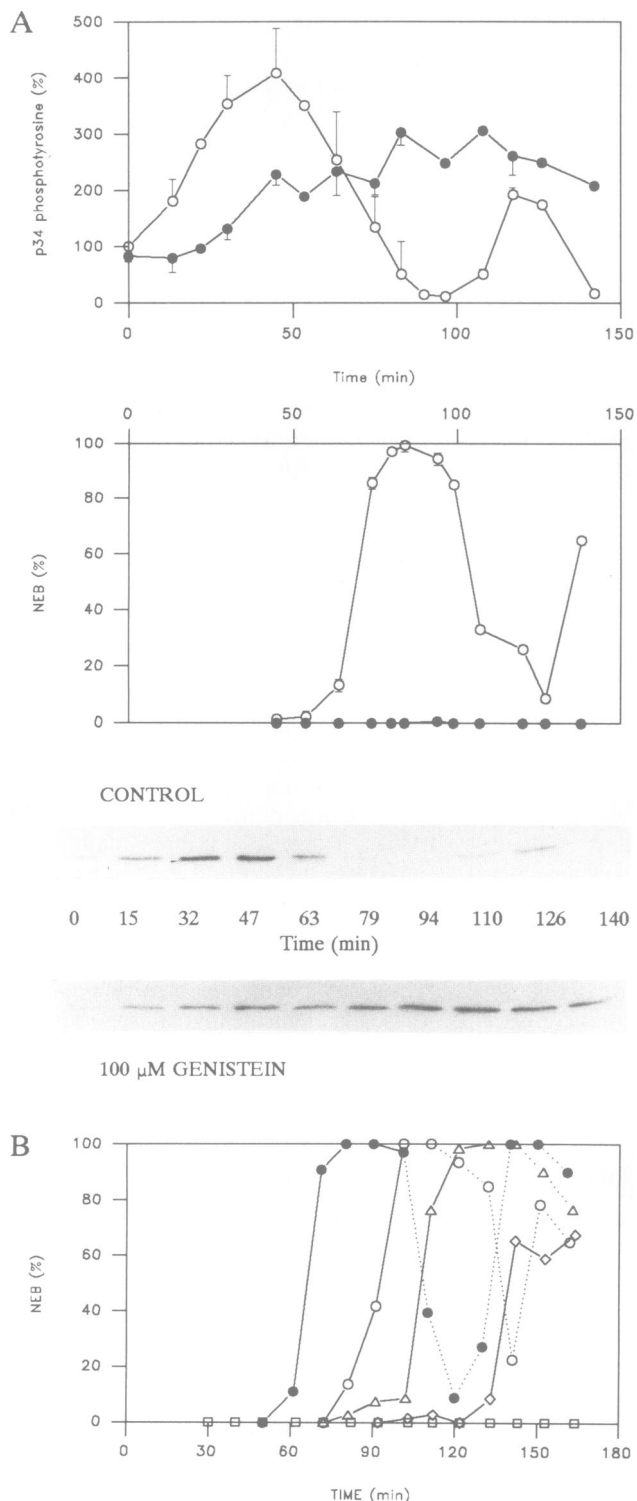 A
500
400
300
200
100
0
p34 phosphotyrosine (%)
0 50 100 150
Time (min)
0 50 100 150
100
80
60
40
20
0
NEB (%)
CONTROL
0 15 32 47 63 79 94 110 126 140
Time (min)
100 μM GENISTEIN
B
100
80
60
40
20
0
NEB (%)
0 30 60 90 120 150 180
TIME (min)